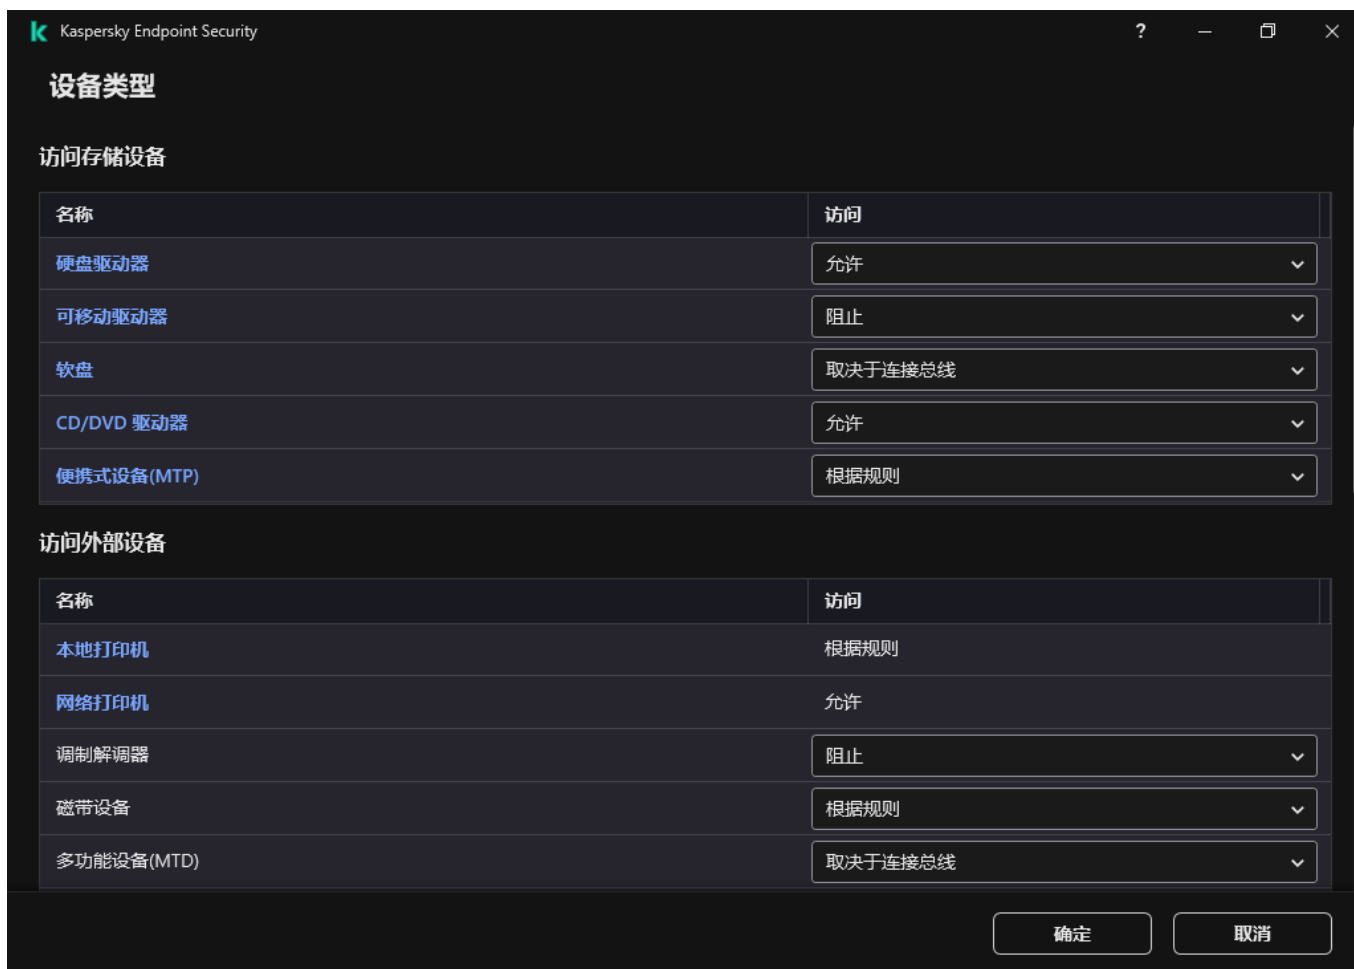 Kaspersky Endpoint Security
设备类型
访问存储设备
名称 访问
硬盘驱动器 允许
可移动驱动器 阻止
软盘 取决于连接总线
CD/DVD 驱动器 允许
便携式设备(MTP) 根据规则
访问外部设备
名称 访问
本地打印机 根据规则
网络打印机 允许
调制解调器 阻止
磁带设备 根据规则
多功能设备(MTD) 取决于连接总线
确定 取消